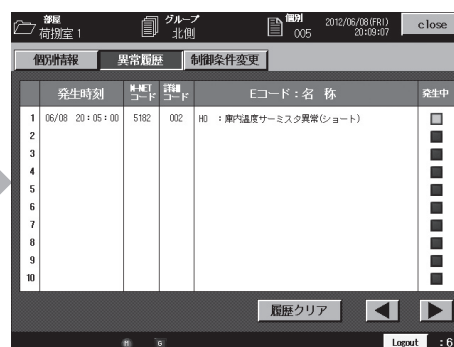 部屋 荷捌室 1
グループ 北側
個別 005
2012/06/08(FRI) 20:09:07
close
個別情報 異常履歴 制御条件変更
発生時刻 M-NETコード 詳細コード Eコード:名 称 発生中
1 06/08 20:05:00 5182 002 H0 :庫内温度サーミスタ異常(ショート)
2
3
4
5
6
7
8
9
10
履歴クリア
M G Logout :6